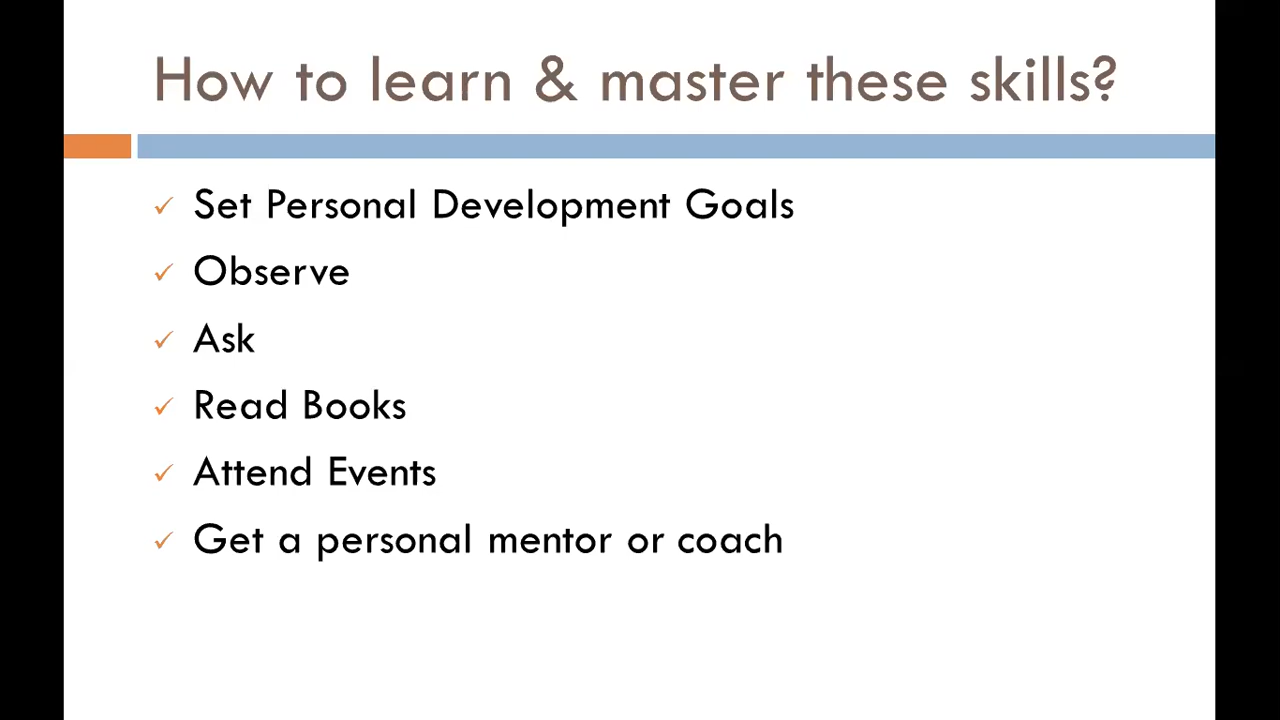 How to learn & master these skills?
Set Personal Development Goals
Observe
Ask
Read Books
Attend Events
Get a personal mentor or coach